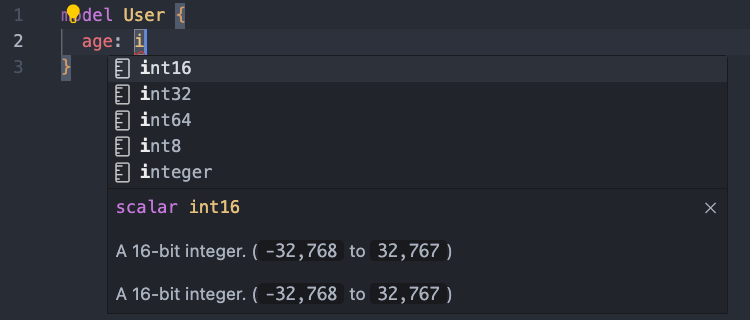 1 model User {
2 age: i
3 }
int16
int32
int64
int8
integer
scalar int16 ×
A 16-bit integer. ( -32,768 to 32,767 )
A 16-bit integer. ( -32,768 to 32,767 )